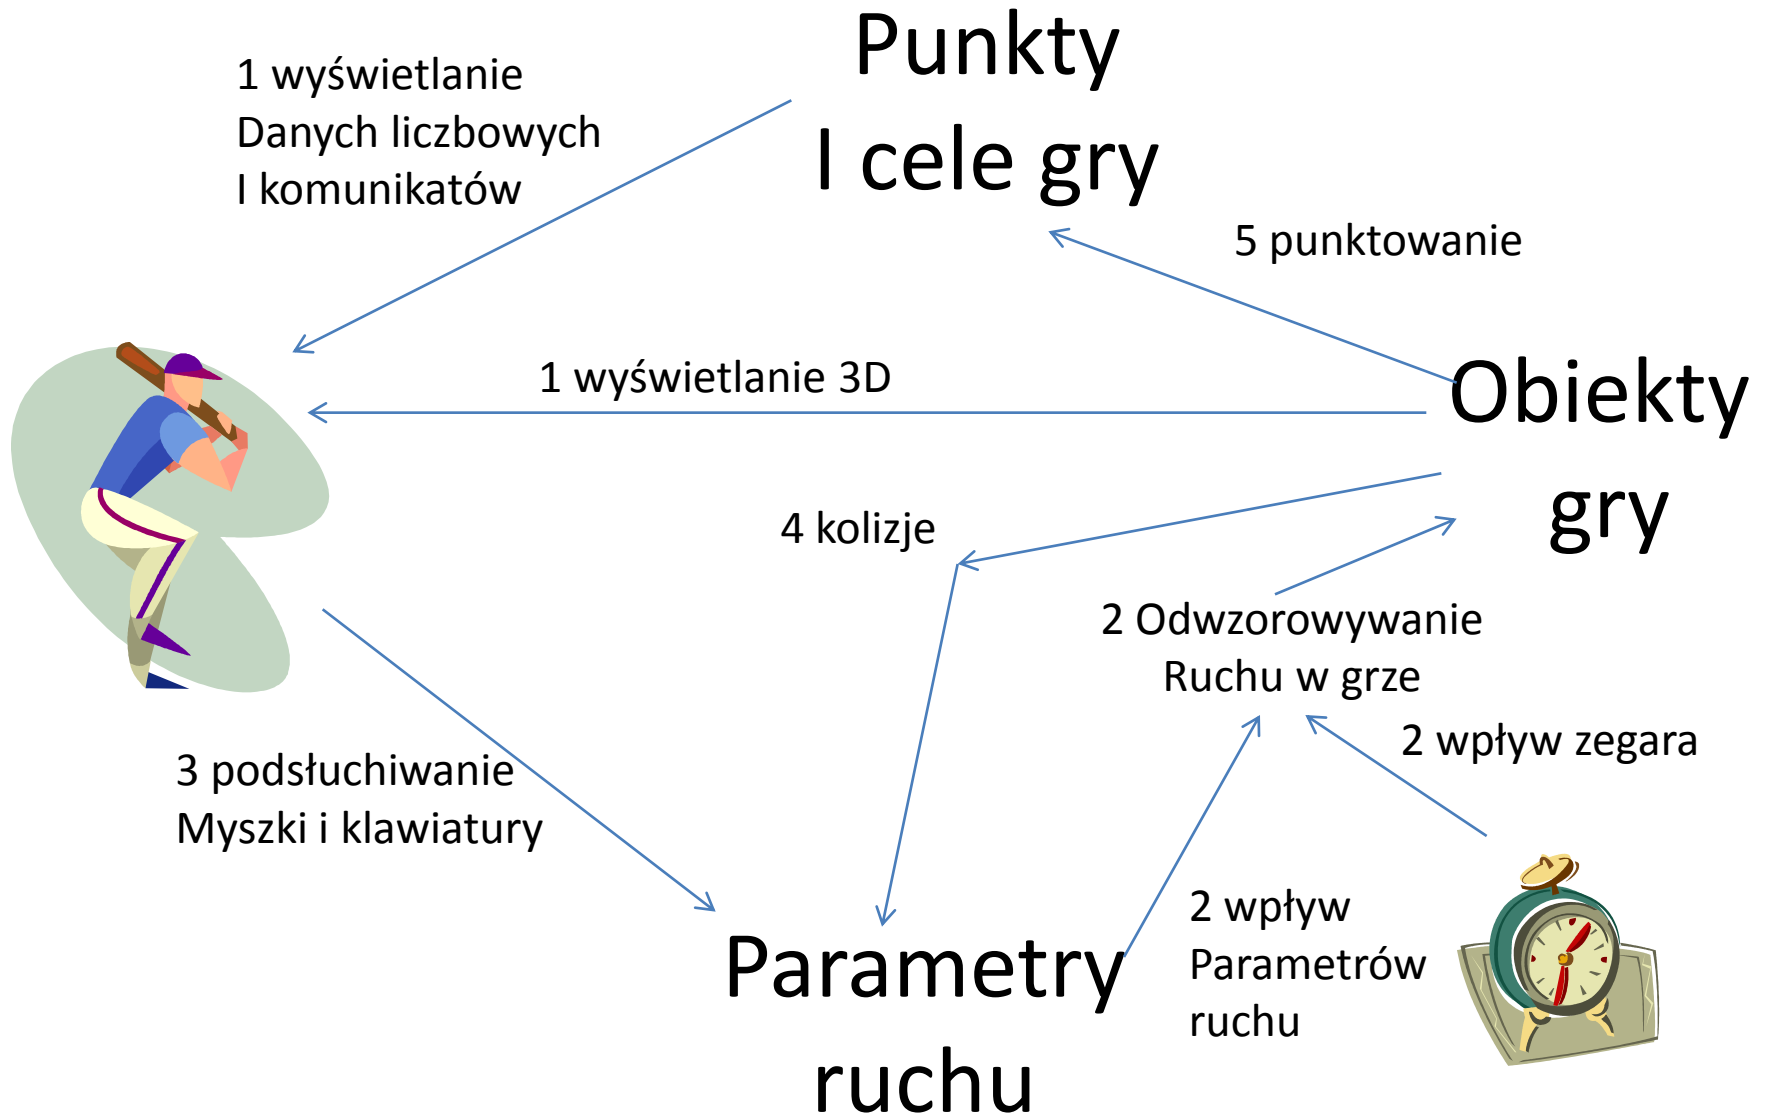 Punkty
I cele gry
1 wyświetlanie
Danych liczbowych
I komunikatów
5 punktowanie
1 wyświetlanie 3D
Obiekty
gry
4 kolizje
2 Odwzorowywanie
Ruchu w grze
2 wpływ zegara
3 podsłuchiwanie
Myszki i klawiatury
2 wpływ
Parametrów
ruchu
Parametry
ruchu